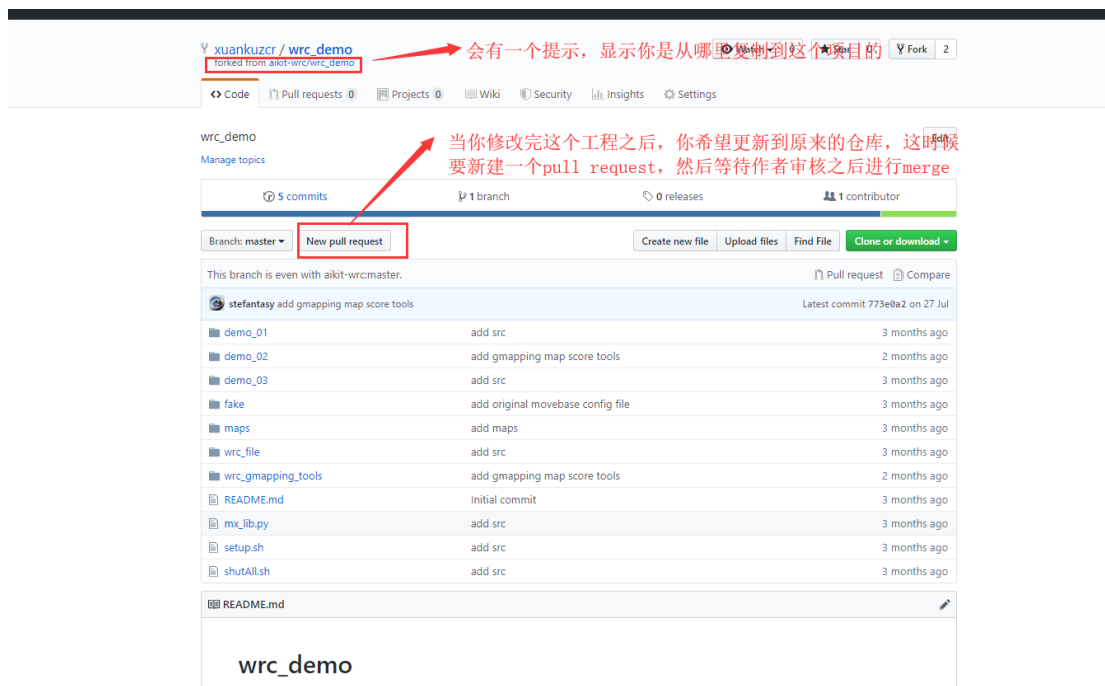 xuankuzcr / wrc_demo
forked from aikit-wrc/wrc_demo
会有一个提示，显示你是从哪里复制到这个项目的
Watch 0 Star 0 Fork 2
Code Pull requests 0 Projects 0 Wiki Security Insights Settings
wrc_demo
Edit
Manage topics
当你修改完这个工程之后，你希望更新到原来的仓库，这时候
要新建一个pull request，然后等待作者审核之后进行merge
5 commits 1 branch 0 releases 1 contributor
Branch: master New pull request Create new file Upload files Find File Clone or download
This branch is even with aikit-wrc:master. Pull request Compare
stefantasy add gmapping map score tools Latest commit 773e0a2 on 27 Jul
demo_01 add src 3 months ago
demo_02 add gmapping map score tools 2 months ago
demo_03 add src 3 months ago
fake add original movebase config file 3 months ago
maps add maps 3 months ago
wrc_file add src 3 months ago
wrc_gmapping_tools add gmapping map score tools 2 months ago
README.md Initial commit 3 months ago
mx_lib.py add src 3 months ago
setup.sh add src 3 months ago
shutAll.sh add src 3 months ago
README.md
wrc_demo